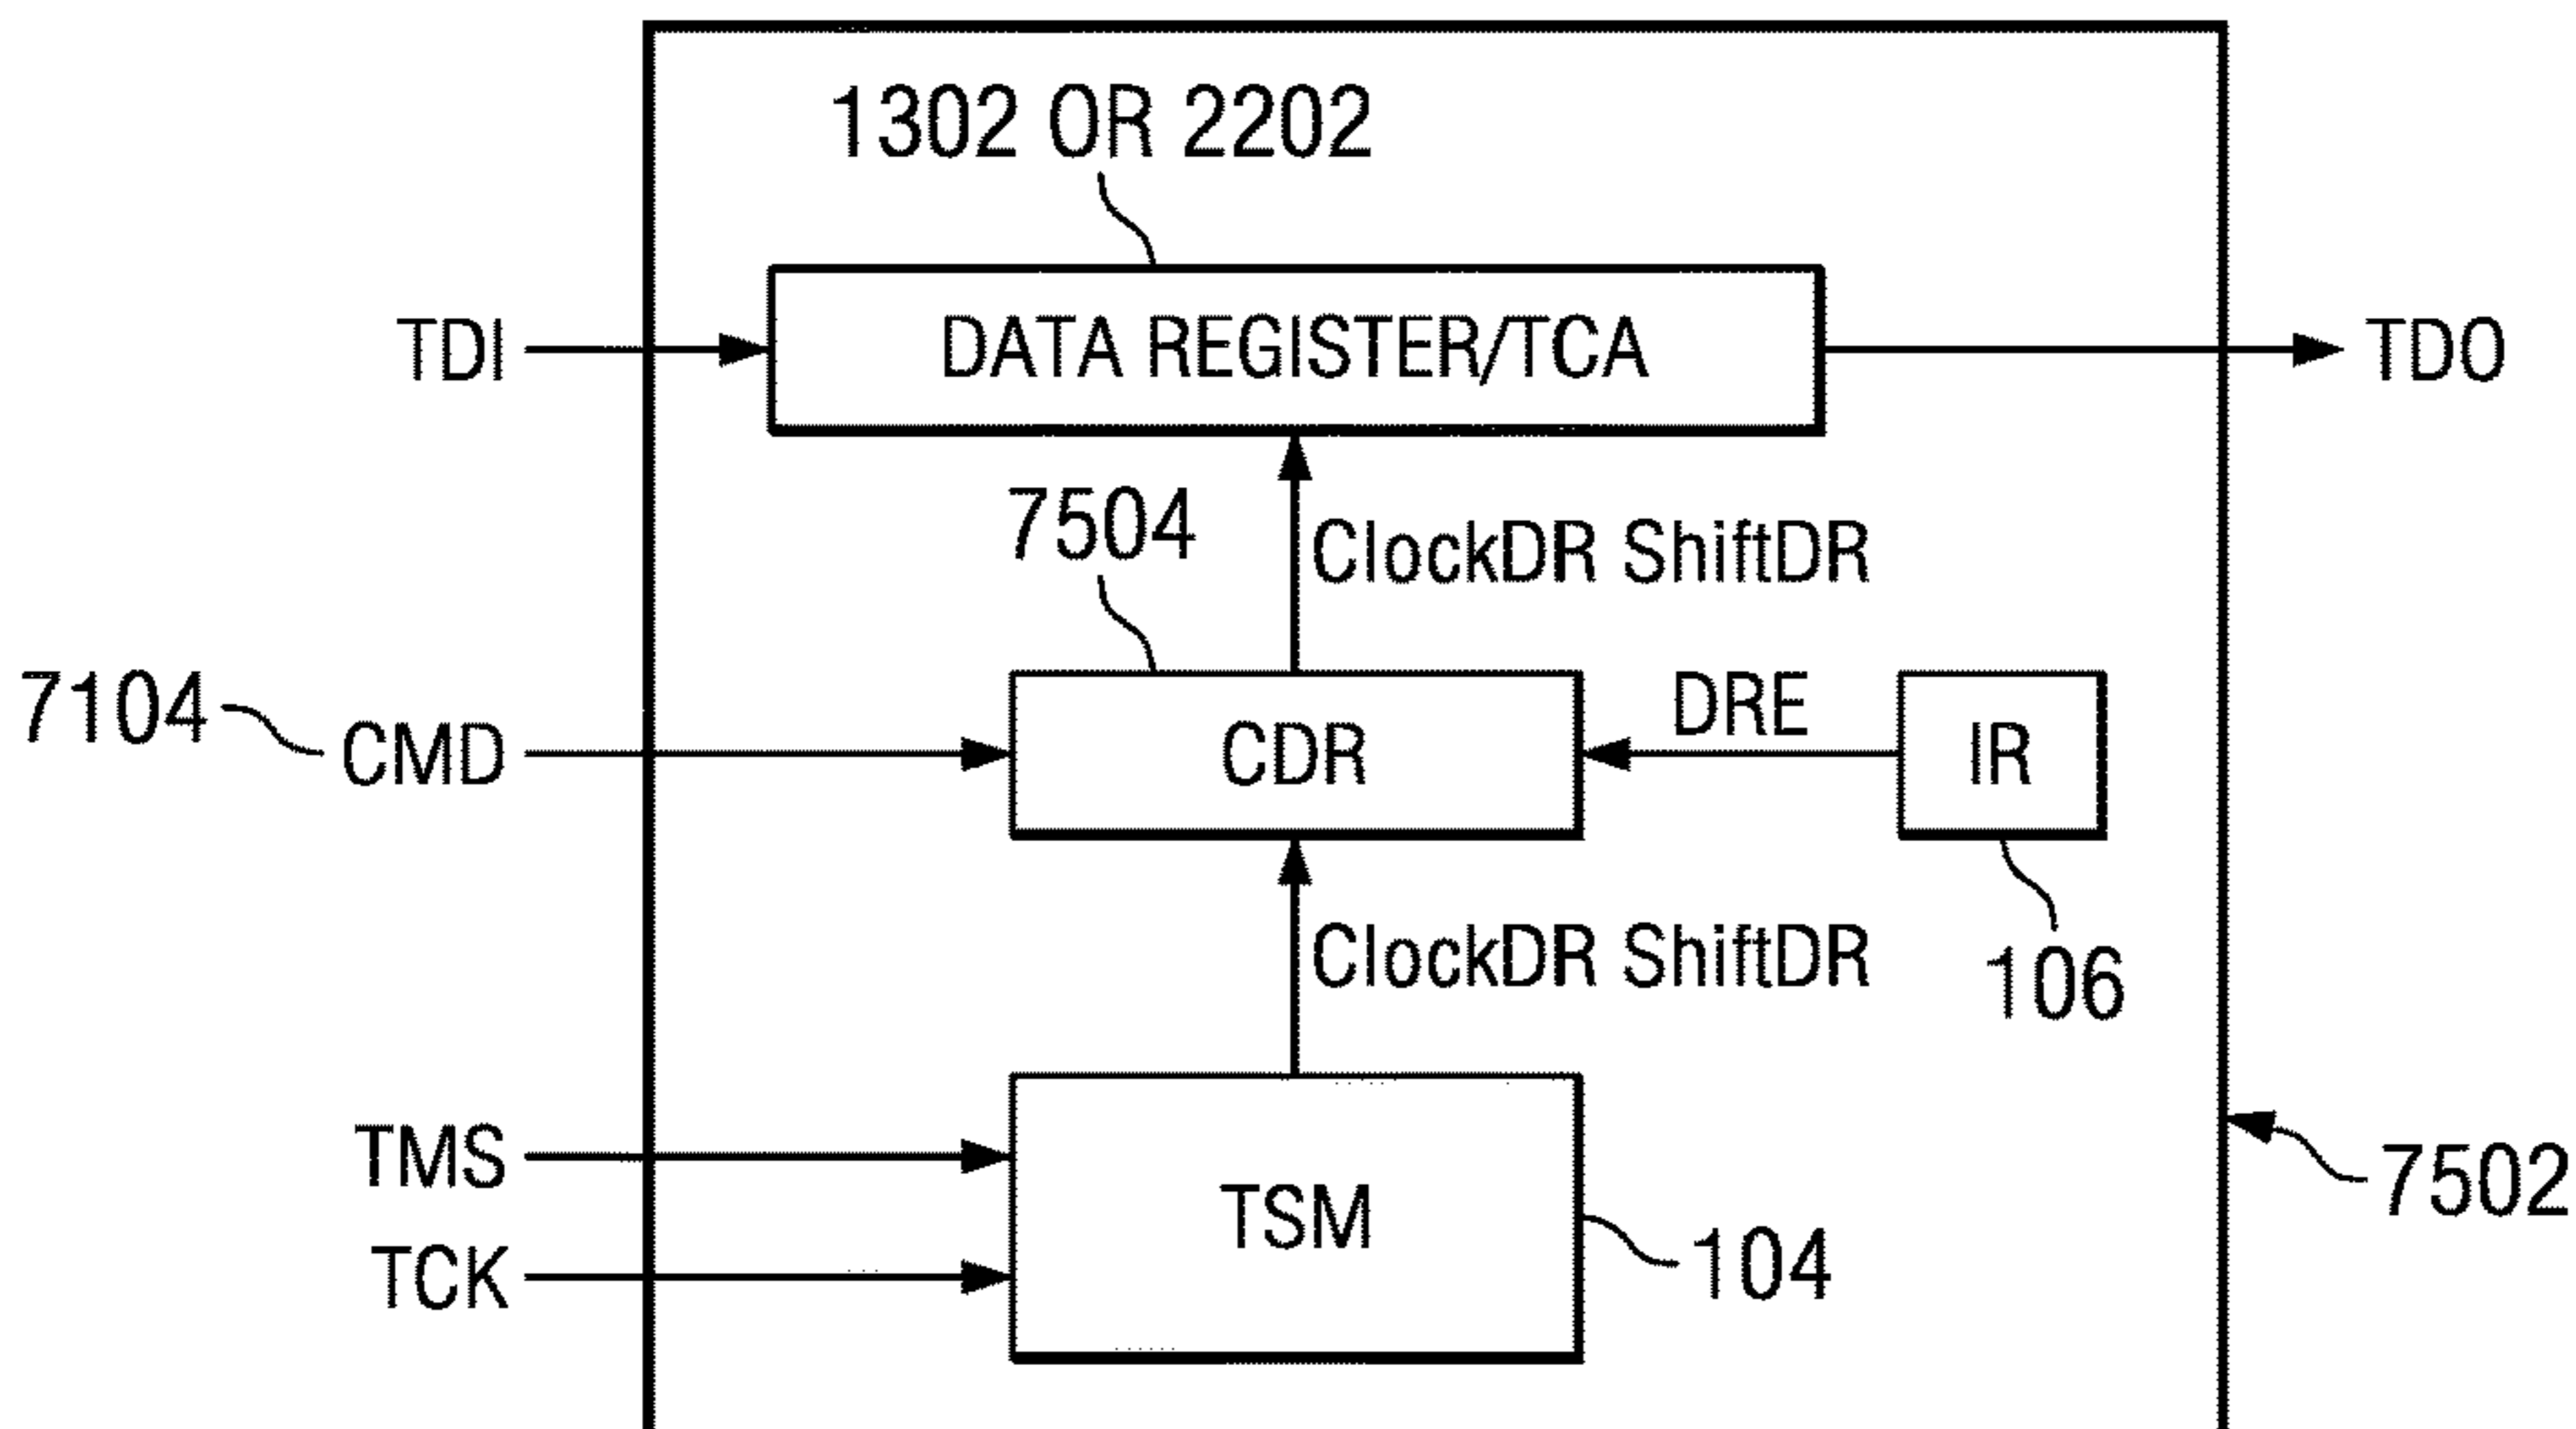 1302 OR 2202
TDI
DATA REGISTER/TCA
TDO
7504
ClockDR ShiftDR
7104
CMD
CDR
DRE
IR
ClockDR ShiftDR
106
TMS
TSM
7502
TCK
104